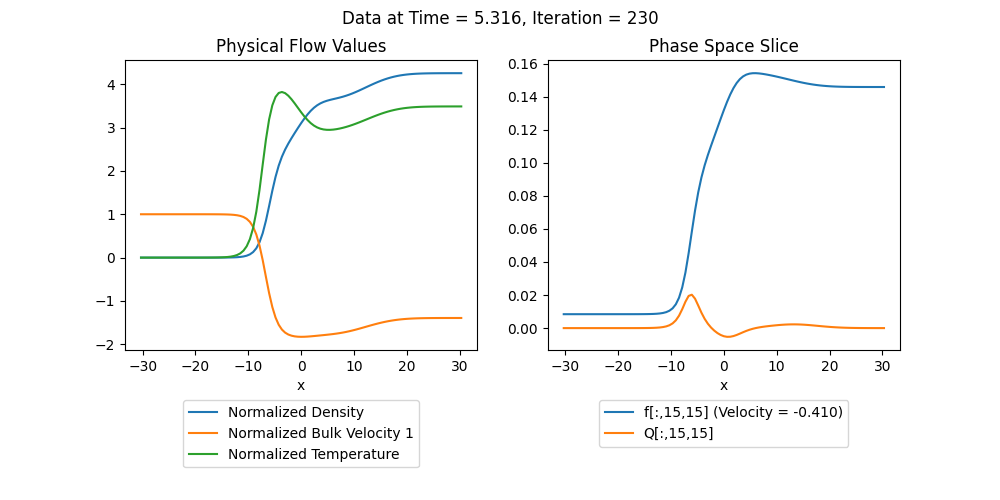 Data at Time = 5.316, Iteration = 230
Physical Flow Values
4
3
2
1
0
−1
−2
−30 −20 −10 0 10 20 30
x
Normalized Density
Normalized Bulk Velocity 1
Normalized Temperature
Phase Space Slice
0.16
0.14
0.12
0.10
0.08
0.06
0.04
0.02
0.00
−30 −20 −10 0 10 20 30
x
f[:,15,15] (Velocity = -0.410)
Q[:,15,15]